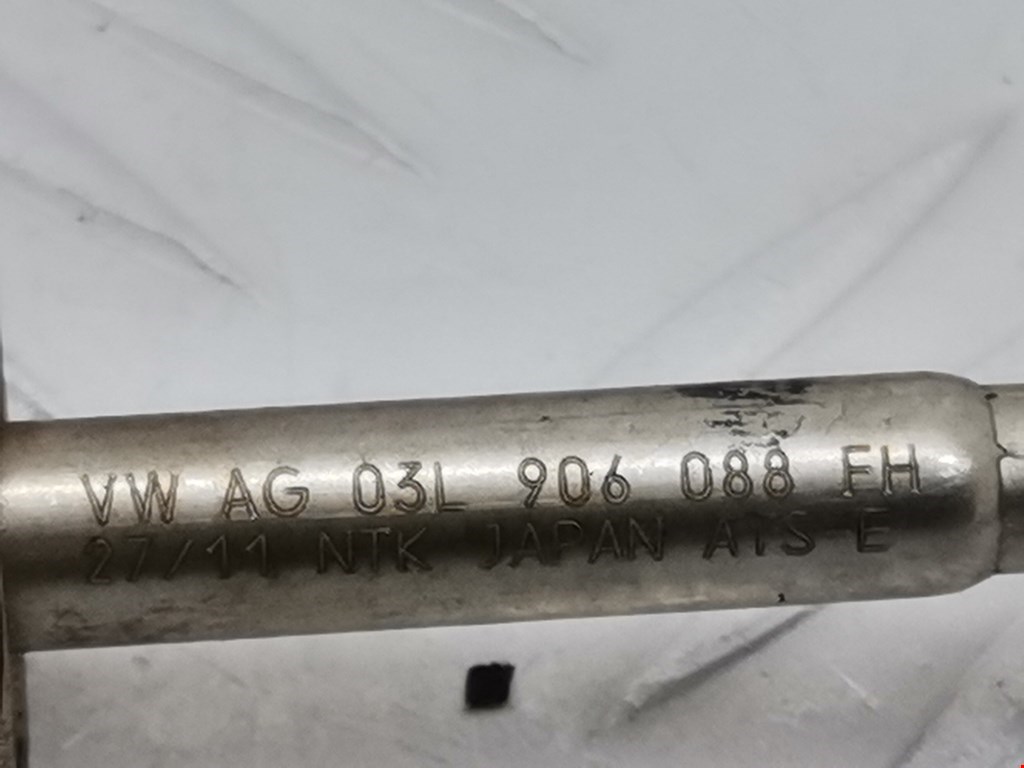 VW AG 03L 906 088 FH
27/11 NTK JAPAN ATS E